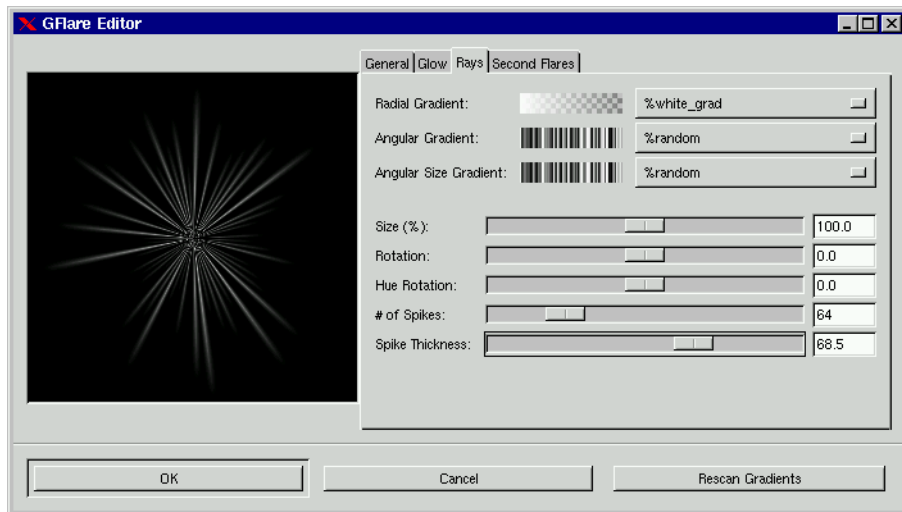 GFlare Editor
General Glow Rays Second Flares
Radial Gradient: %white_grad
Angular Gradient: %random
Angular Size Gradient: %random
Size (%): 100.0
Rotation: 0.0
Hue Rotation: 0.0
# of Spikes: 64
Spike Thickness: 68.5
OK Cancel Rescan Gradients